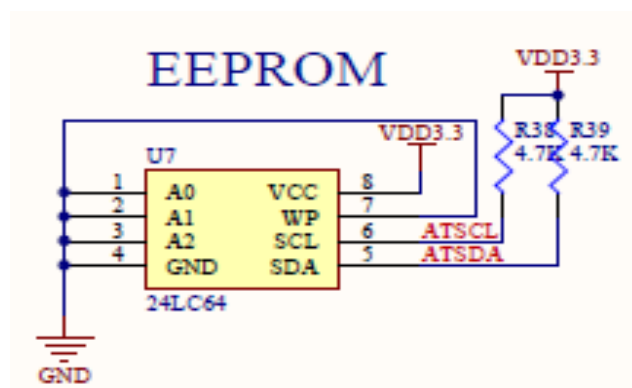 EEPROM
VDD3.3
VDD3.3
R38 R39
4.7K 4.7K
U7
1 A0 VCC 8
2 A1 WP 7
3 A2 SCL 6 ATSCL
4 GND SDA 5 ATSDA
24LC64
GND